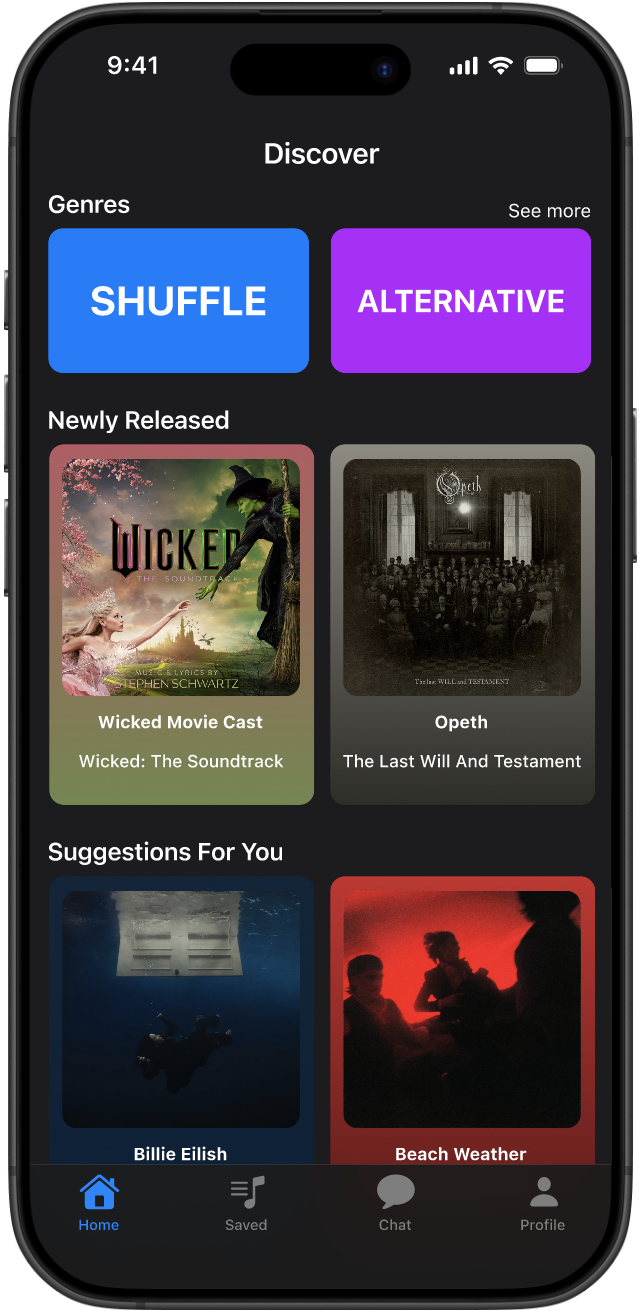 9:41
Discover
Genres
See more
SHUFFLE
ALTERNATIVE
Newly Released
WICKED
THE SOUNDTRACK
MUSIC & LYRICS BY
STEPHEN SCHWARTZ
Wicked Movie Cast
Wicked: The Soundtrack
Opeth
The Last WILL and TESTAMENT
Opeth
The Last Will And Testament
Suggestions For You
Billie Eilish
Beach Weather
Home
Saved
Chat
Profile